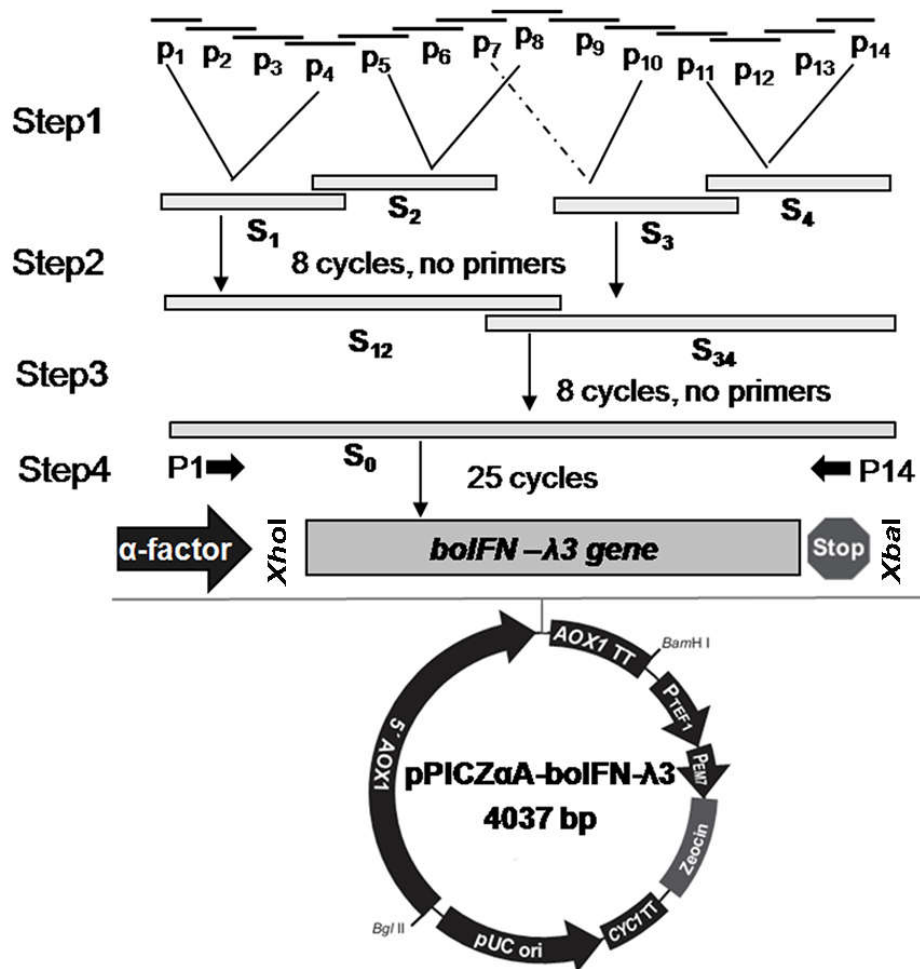 p1 p2 p3 p4 p5 p6 p7 p8 p9 p10 p11 p12 p13 p14
Step1
S1 S2 S3 S4
Step2
8 cycles, no primers
S12 S34
Step3
8 cycles, no primers
S0
Step4
P1 P14
25 cycles
α-factor XhoI boIFN –λ3 gene Stop XbaI
AOX1 TT
BamH I
PTEF1
PEM7
5´ AOX1
pPICZαA-boIFN-λ3
4037 bp
Zeocin
CYC1 TT
pUC ori
Bgl II